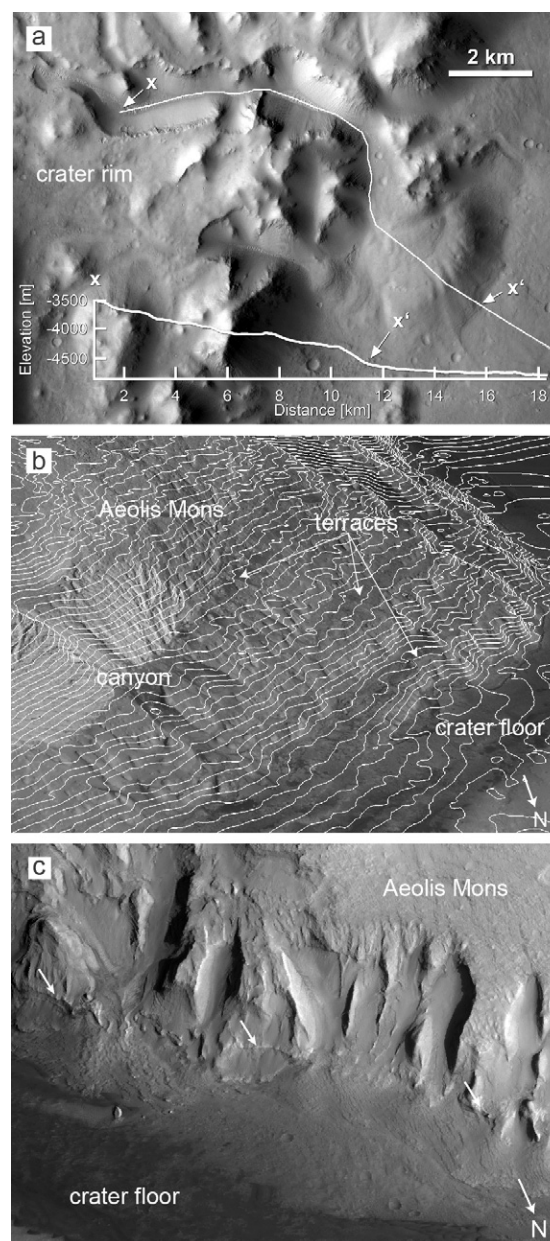 a
2 km
x
crater rim
x
x'
x'
Elevation [m]
-3500
-4000
-4500
2 4 6 8 10 12 14 16 18
Distance [km]
b
Aeolis Mons
terraces
canyon
crater floor
N
c
Aeolis Mons
crater floor
N